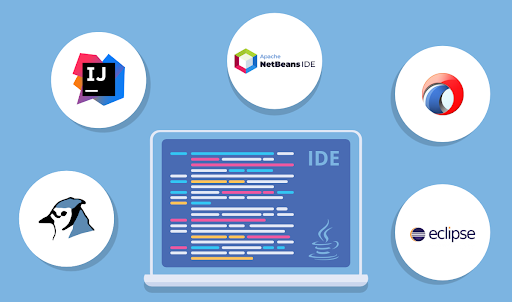 IJ
Apache
NetBeans IDE
IDE
eclipse